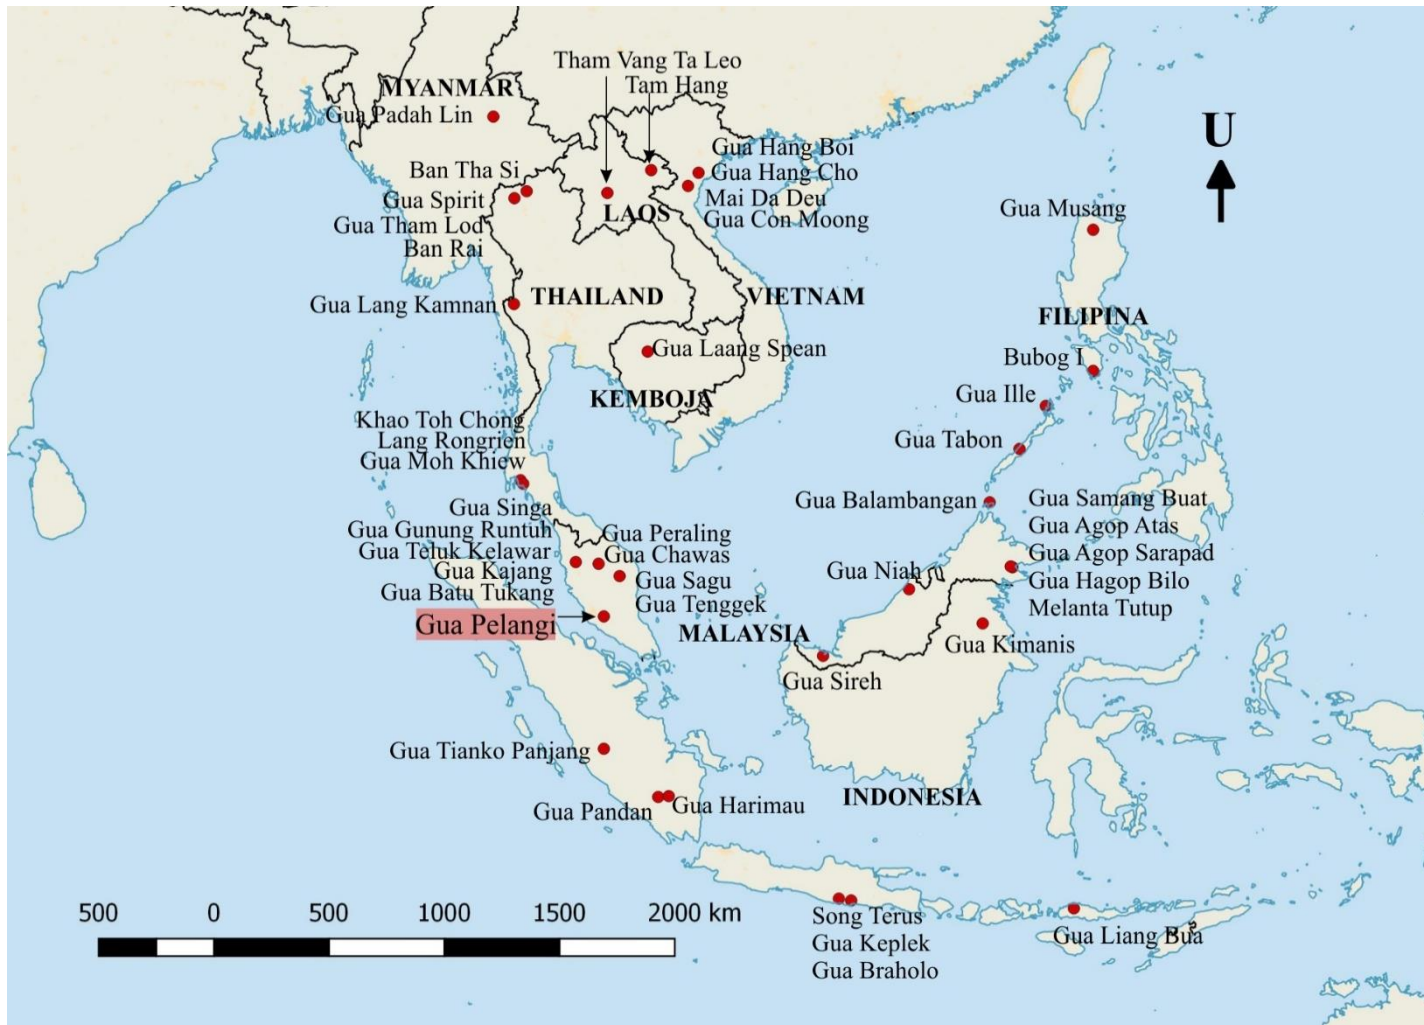 Tham Vang Ta Leo
Tam Hang
MYANMAR
Gua Padah Lin
U
Gua Hang Boi
Gua Hang Cho
Mai Da Deu
Gua Con Moong
Ban Tha Si
Gua Spirit
Gua Tham Lod
Ban Rai
LAOS
Gua Musang
Gua Lang Kamnan
THAILAND
VIETNAM
FILIPINA
Gua Laang Spean
Bubog I
KEMBOJA
Gua Ille
Khao Toh Chong
Lang Rongrien
Gua Moh Khiew
Gua Tabon
Gua Balambangan
Gua Singa
Gua Gunung Runtuh
Gua Teluk Kelawar
Gua Kajang
Gua Batu Tukang
Gua Pelangi
Gua Peraling
Gua Chawas
Gua Sagu
Gua Tenggek
Gua Samang Buat
Gua Agop Atas
Gua Agop Sarapad
Gua Hagop Bilo
Melanta Tutup
Gua Niah
MALAYSIA
Gua Kimanis
Gua Sireh
Gua Tianko Panjang
Gua Pandan
Gua Harimau
INDONESIA
500 0 500 1000 1500 2000 km
Song Terus
Gua Keplek
Gua Braholo
Gua Liang Bua